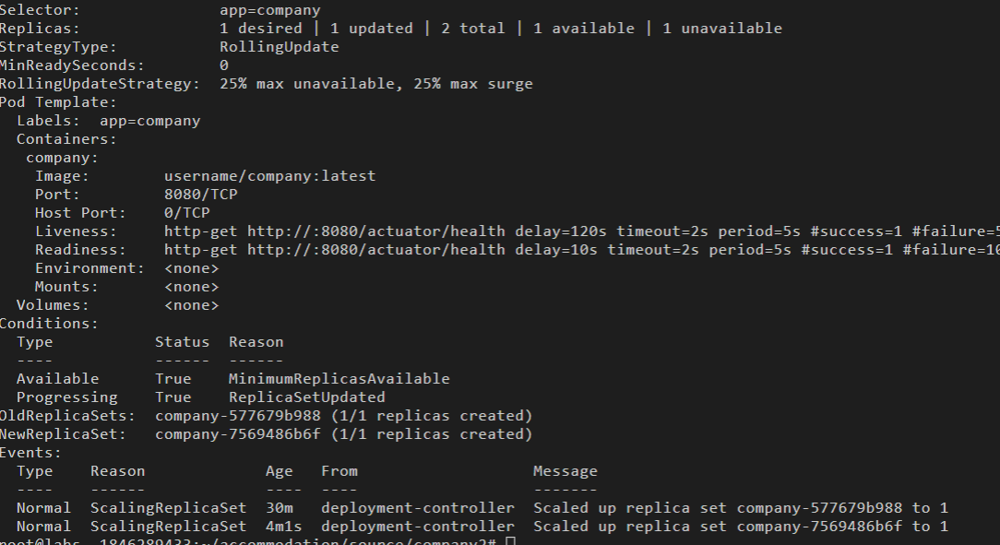 Selector: app=company
Replicas: 1 desired | 1 updated | 2 total | 1 available | 1 unavailable
StrategyType: RollingUpdate
MinReadySeconds: 0
RollingUpdateStrategy: 25% max unavailable, 25% max surge
Pod Template:
Labels: app=company
Containers:
company:
Image: username/company:latest
Port: 8080/TCP
Host Port: 0/TCP
Liveness: http-get http://:8080/actuator/health delay=120s timeout=2s period=5s #success=1 #failure=5
Readiness: http-get http://:8080/actuator/health delay=10s timeout=2s period=5s #success=1 #failure=10
Environment: <none>
Mounts: <none>
Volumes: <none>
Conditions:
Type Status Reason
---- ------ ------
Available True MinimumReplicasAvailable
Progressing True ReplicaSetUpdated
OldReplicaSets: company-577679b988 (1/1 replicas created)
NewReplicaSet: company-7569486b6f (1/1 replicas created)
Events:
Type Reason Age From Message
---- ------ ---- ---- -------
Normal ScalingReplicaSet 30m deployment-controller Scaled up replica set company-577679b988 to 1
Normal ScalingReplicaSet 4m1s deployment-controller Scaled up replica set company-7569486b6f to 1